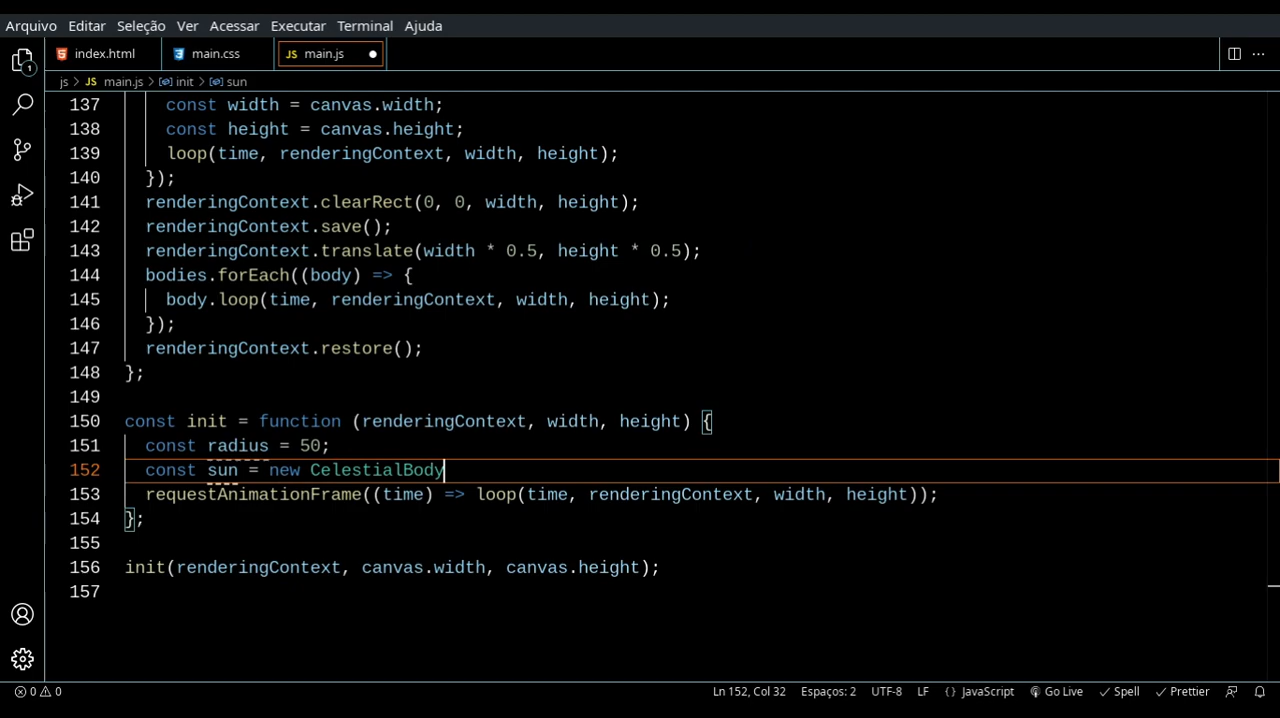 Arquivo Editar Seleção Ver Acessar Executar Terminal Ajuda
index.html main.css JS main.js
js > JS main.js > init > sun
1
137 const width = canvas.width;
138 const height = canvas.height;
139 loop(time, renderingContext, width, height);
140 });
141 renderingContext.clearRect(0, 0, width, height);
142 renderingContext.save();
143 renderingContext.translate(width * 0.5, height * 0.5);
144 bodies.forEach((body) => {
145 body.loop(time, renderingContext, width, height);
146 });
147 renderingContext.restore();
148 };
149
150 const init = function (renderingContext, width, height) {
151 const radius = 50;
152 const sun = new CelestialBody
153 requestAnimationFrame((time) => loop(time, renderingContext, width, height));
154 };
155
156 init(renderingContext, canvas.width, canvas.height);
157
0 0 Ln 152, Col 32 Espaços: 2 UTF-8 LF {} JavaScript Go Live Spell Prettier